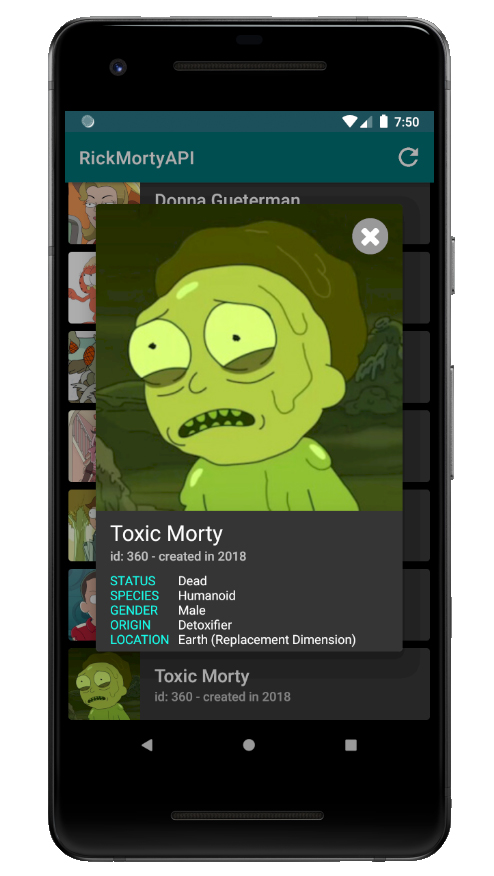 7:50
RickMortyAPI
Donna Gueterman
Toxic Morty
id: 360 - created in 2018
STATUS Dead
SPECIES Humanoid
GENDER Male
ORIGIN Detoxifier
LOCATION Earth (Replacement Dimension)
Toxic Morty
id: 360 - created in 2018